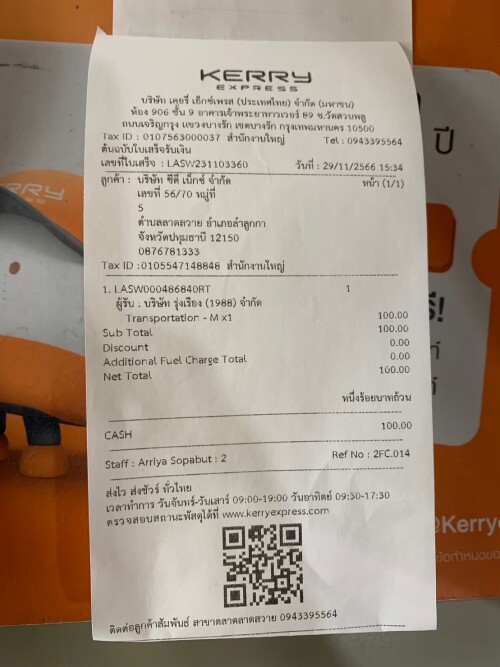 KERRY
EXPRESS
บริษัท เคอรี่ เอ็กซ์เพรส (ประเทศไทย) จำกัด (มหาชน)
ห้อง 906 ชั้น 9 อาคารเจ้าพระยาทาวเวอร์ 89 ซ.วัดสวนพลู
ถนนเจริญกรุง แขวงบางรัก เขตบางรัก กรุงเทพมหานคร 10500
Tax ID : 0107563000037 สำนักงานใหญ่ Tel : 0943395564
ต้นฉบับใบเสร็จรับเงิน
เลขที่ใบเสร็จ : LASW231103360 วันที่ : 29/11/2566 15:34
ลูกค้า : บริษัท ซีดี เน็กซ์ จำกัด หน้า (1/1)
เลขที่ 56/70 หมู่ที่
5
ตำบลลาดสวาย อำเภอลำลูกกา
จังหวัดปทุมธานี 12150
0876781333
Tax ID :0105547148848 สำนักงานใหญ่
1. LASW000486840RT 1
ผู้รับ . บริษัท รุ่งเรือง (1988) จำกัด
Transportation - M x1 100.00
Sub Total 100.00
Discount 0.00
Additional Fuel Charge Total 0.00
Net Total 100.00
หนึ่งร้อยบาทถ้วน
CASH 100.00
Staff : Arriya Sopabut : 2 Ref No : 2FC.014
ส่งไว ส่งชัวร์ ทั่วไทย
เวลาทำการ วันจันทร์-วันเสาร์ 09:00-19:00 วันอาทิตย์ 09:30-17:30
ตรวจสอบสถานะพัสดุได้ที่ www.kerryexpress.com
ติดต่อลูกค้าสัมพันธ์ สาขาตลาดลาดสวาย 0943395564
ปี
@Kerry